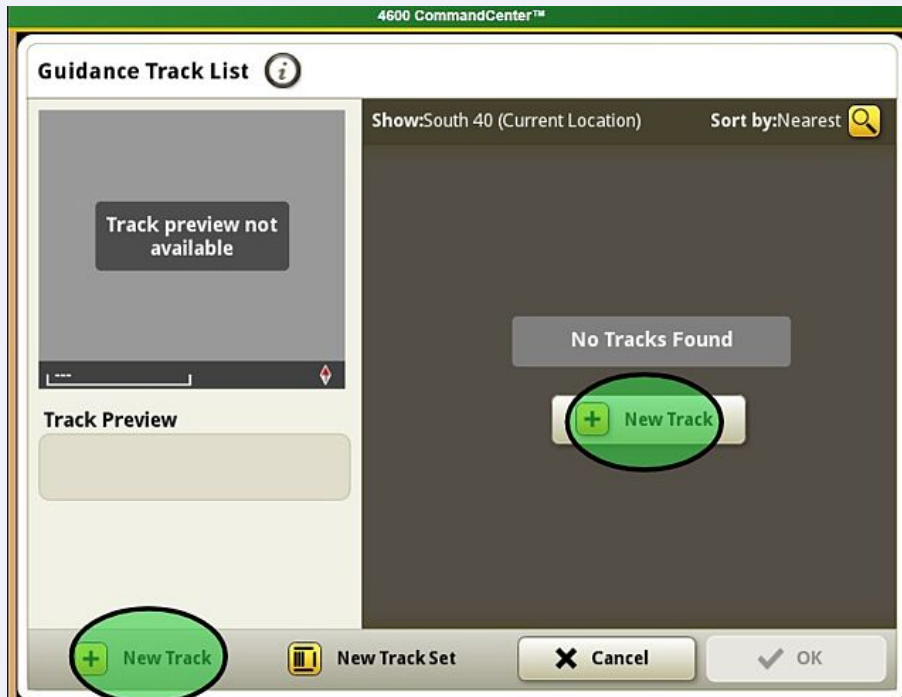 4600 CommandCenter™
Guidance Track List i
Show:South 40 (Current Location) Sort by:Nearest
Track preview not
available
---
No Tracks Found
New Track
Track Preview
New Track
New Track Set
Cancel
OK